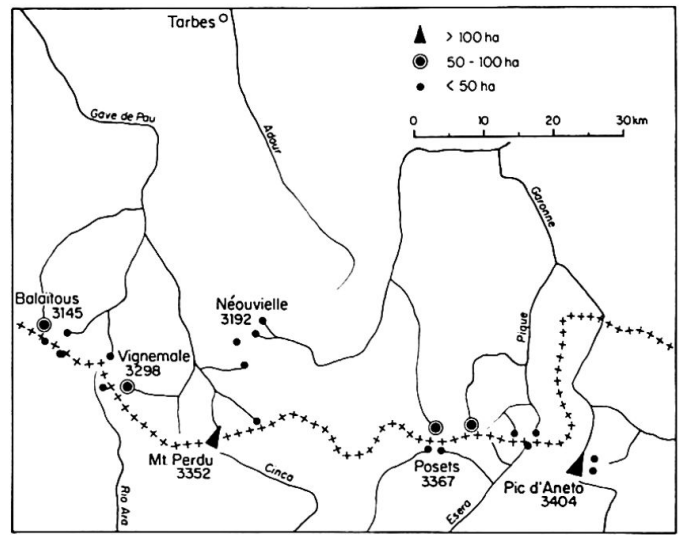 Tarbes
> 100 ha
50 - 100 ha
< 50 ha
0 10 20 30 km
Gave de Pau
Adour
Garonne
Balaitous
3145
Néouvielle
3192
Pique
Vignemale
3298
Mt Perdu
3352
Cinca
Rio Ara
Posets
3367
Esera
Pic d'Aneto
3404